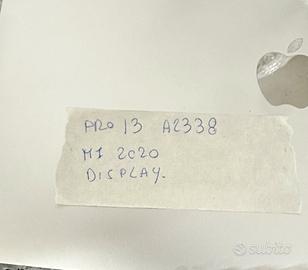 PRO 13 A2338
M1 2020
DISPLAY.
subito